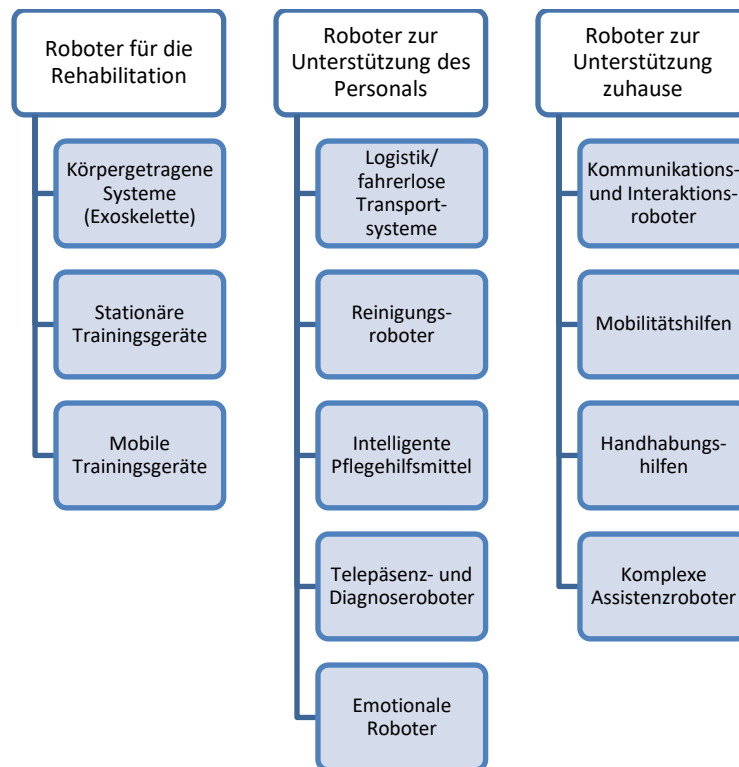 Roboter für die
Rehabilitation
Körpergetragene
Systeme
(Exoskelette)
Stationäre
Trainingsgeräte
Mobile
Trainingsgeräte
Roboter zur
Unterstützung des
Personals
Logistik/
fahrerlose
Transport-
systeme
Reinigungs-
roboter
Intelligente
Pflegehilfsmittel
Telepäsenz- und
Diagnoseroboter
Emotionale
Roboter
Roboter zur
Unterstützung
zuhause
Kommunikations-
und Interaktions-
roboter
Mobilitätshilfen
Handhabungs-
hilfen
Komplexe
Assistenzroboter